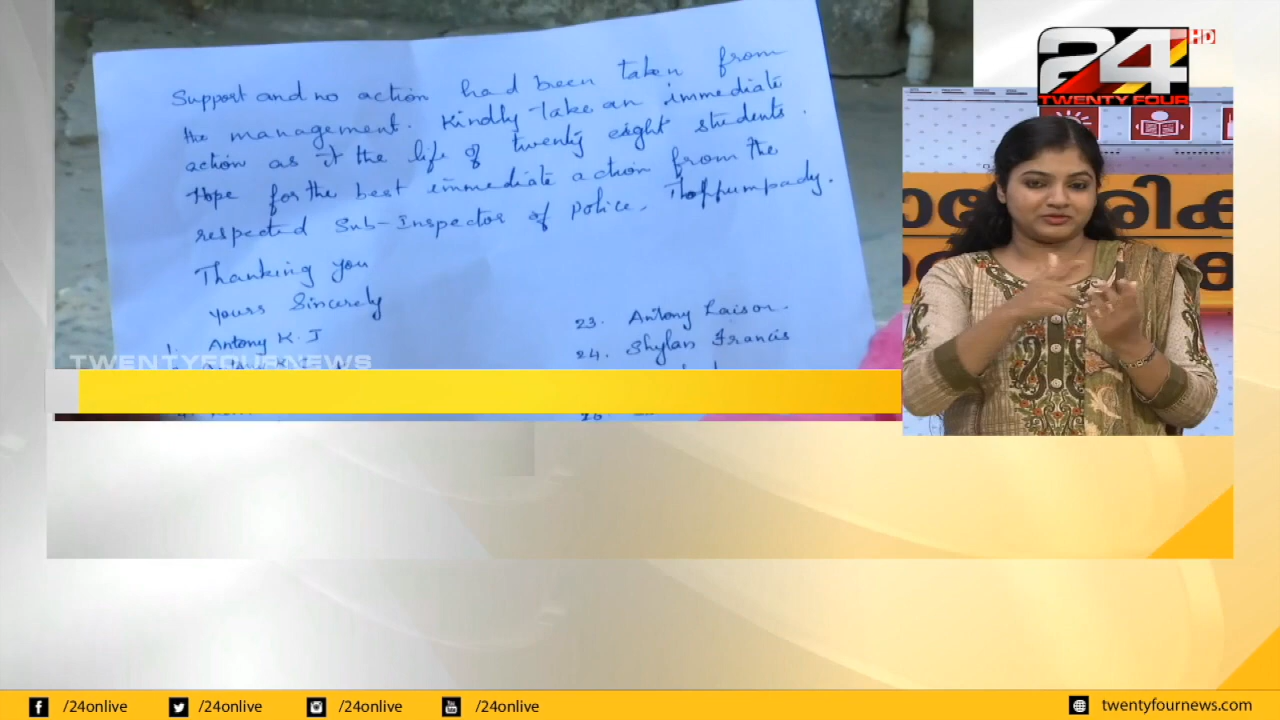 Support and no action had been taken from
the management. Kindly take an immediate
action as it the life of twenty eight students.
Hope for the best immediate action from the
respected Sub-Inspector of police, Thoppumpady.
Thanking you
yours Sincerely
1. Antony K. J
23. Antony Laison
24. Shylan Francis
TWENTYFOURNEWS
24 HD
TWENTY FOUR
/24onlive
/24onlive
/24onlive
/24onlive
twentyfournews.com